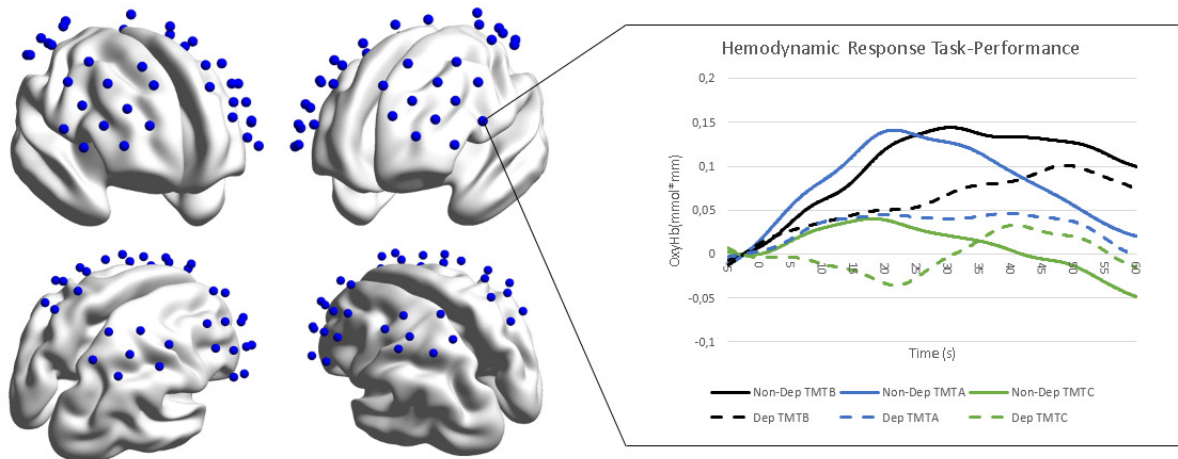 Hemodynamic Response Task-Performance
0,2
0,15
0,1
0,05
0
-0,05
-0,1
OxyHb(mmol*mm)
-5 0 5 10 15 20 25 30 35 40 45 50 55 60
Time (s)
Non-Dep TMTB Non-Dep TMTA Non-Dep TMTC
Dep TMTB Dep TMTA Dep TMTC